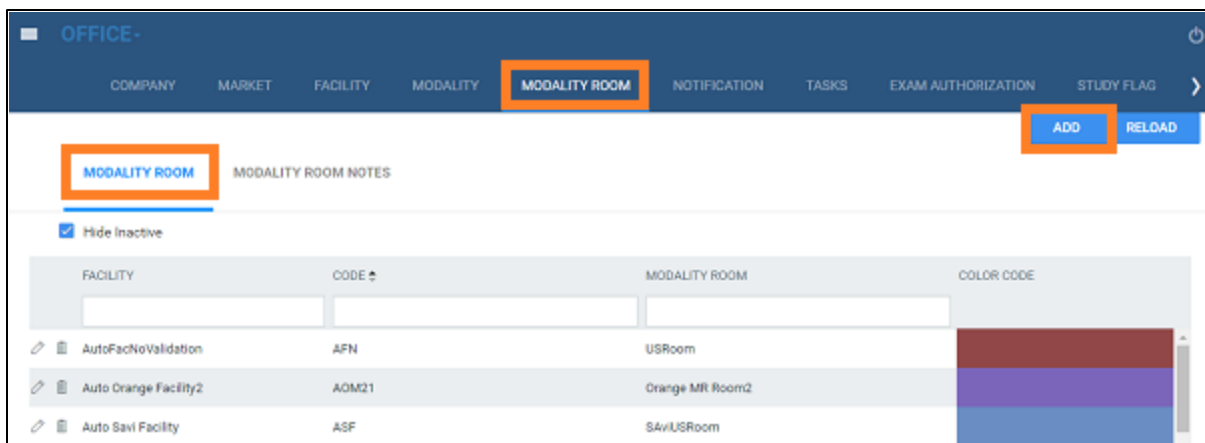 OFFICE-
COMPANY MARKET FACILITY MODALITY MODALITY ROOM NOTIFICATION TASKS EXAM AUTHORIZATION STUDY FLAG
ADD RELOAD
MODALITY ROOM MODALITY ROOM NOTES
Hide Inactive
FACILITY CODE MODALITY ROOM COLOR CODE
AutoFacNoValidation AFN USRoom
Auto Orange Facility2 AOM21 Orange MR Room2
Auto Savi Facility ASF SAviUSRoom